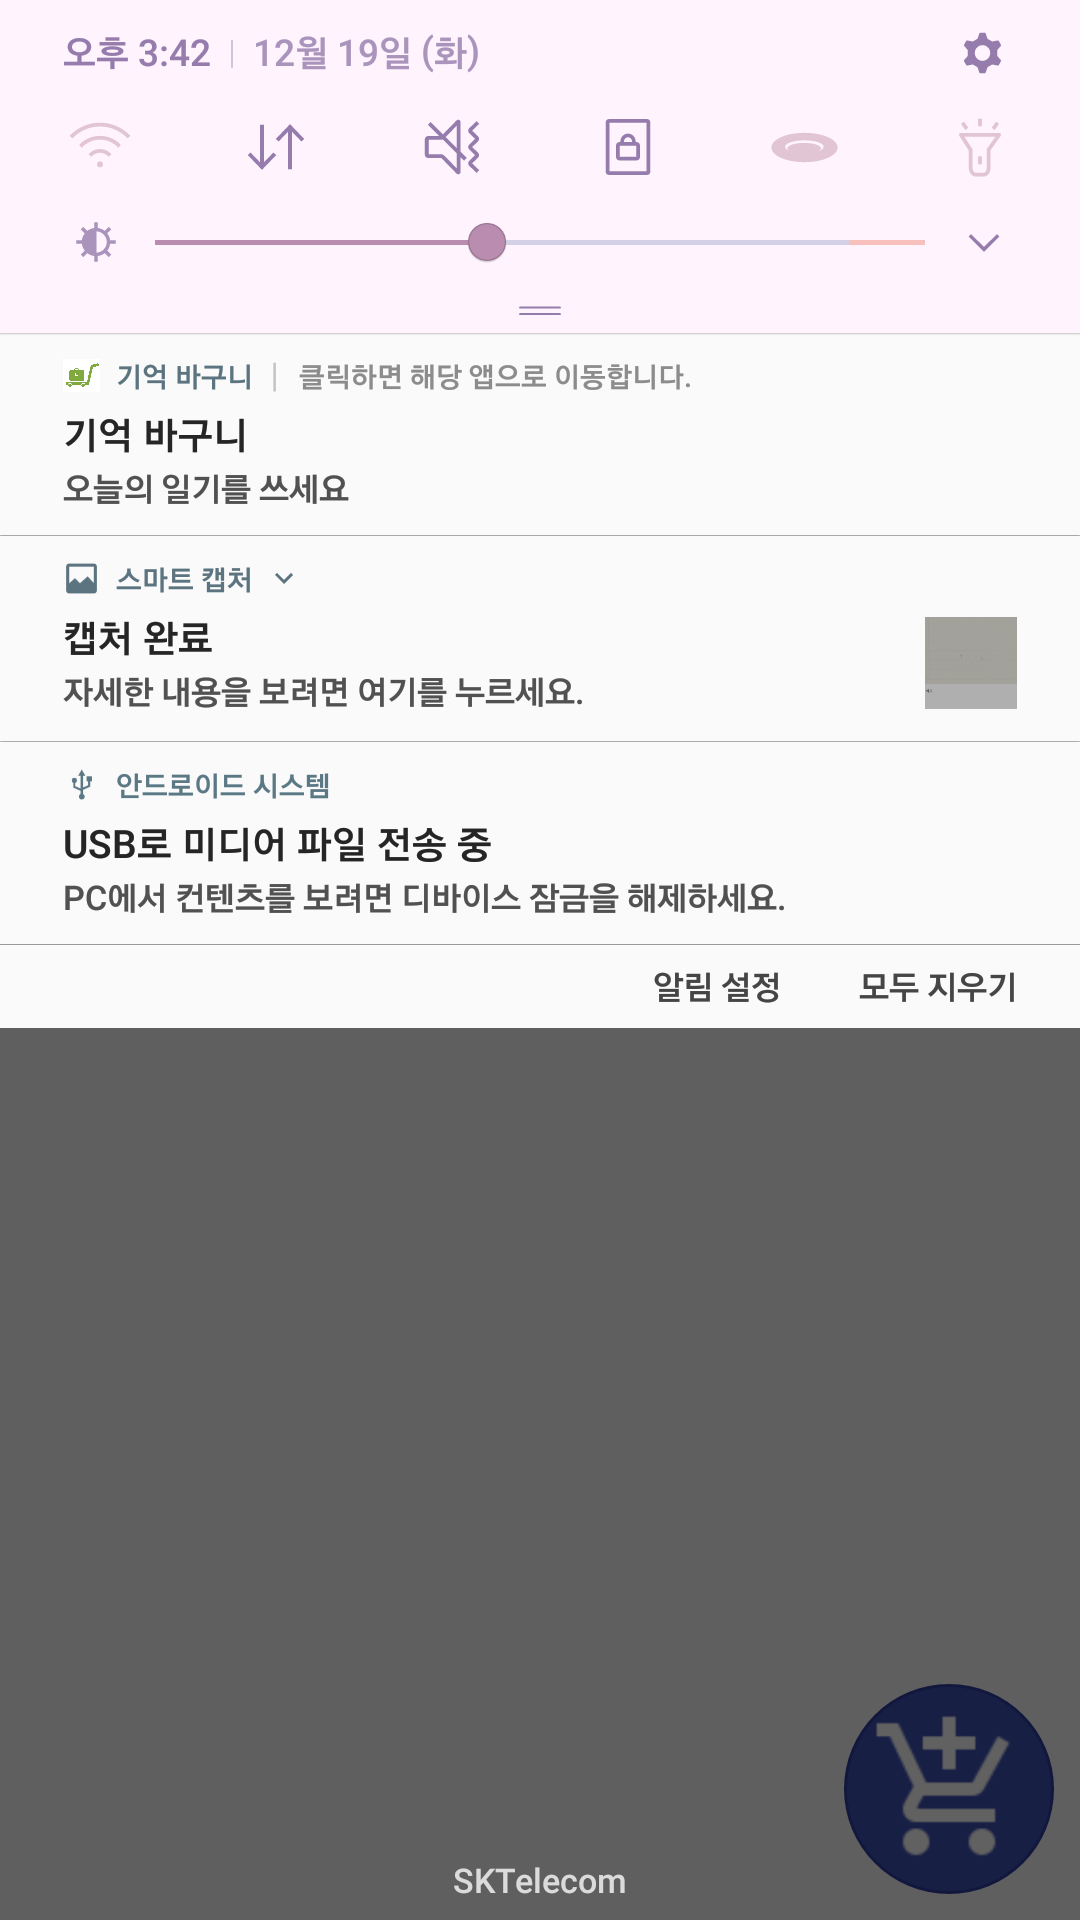 오후 3:42 | 12월 19일 (화)
기억 바구니 | 클릭하면 해당 앱으로 이동합니다.
기억 바구니
오늘의 일기를 쓰세요
스마트 캡처
캡처 완료
자세한 내용을 보려면 여기를 누르세요.
안드로이드 시스템
USB로 미디어 파일 전송 중
PC에서 컨텐츠를 보려면 디바이스 잠금을 해제하세요.
알림 설정 모두 지우기
SKTelecom